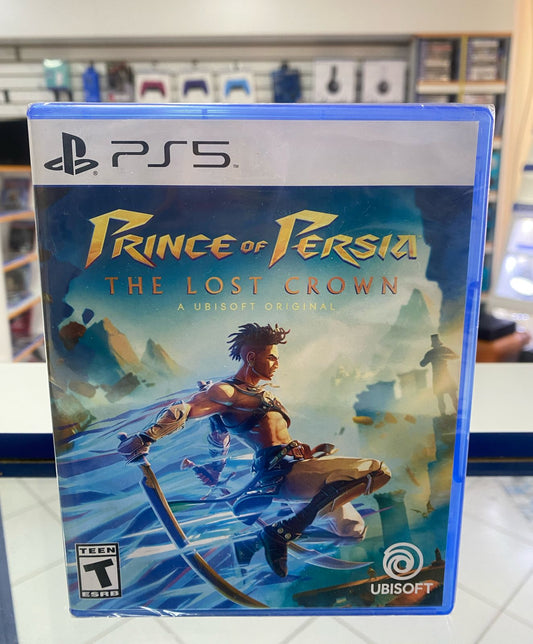 PS5
PRINCE OF PERSIA
THE LOST CROWN
A UBISOFT ORIGINAL
TEEN
T
ESRB
UBISOFT